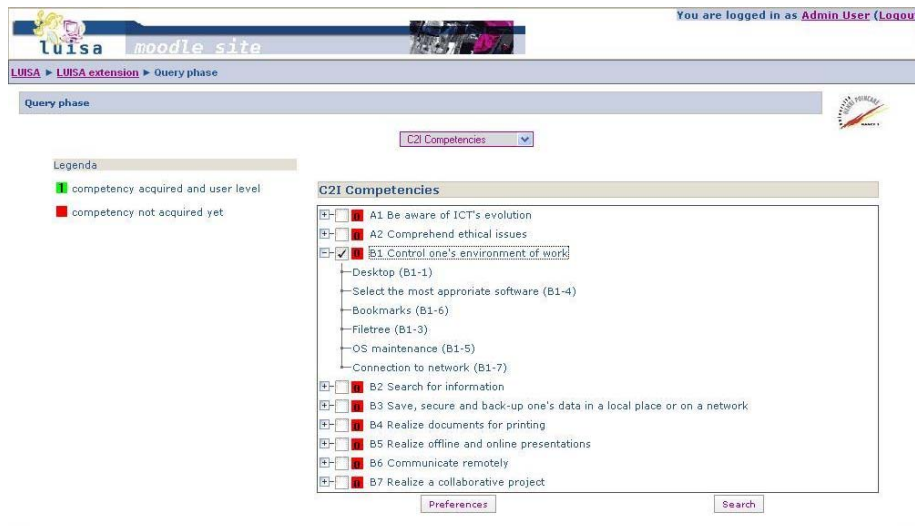 You are logged in as Admin User (Logout
luisa moodle site
LUISA ► LUISA extension ► Query phase
Query phase
HENRI POINCARÉ
NANCY 1
C2I Competencies
Legenda
1 competency acquired and user level
competency not acquired yet
C2I Competencies
0 A1 Be aware of ICT's evolution
0 A2 Comprehend ethical issues
0 B1 Control one's environment of work
Desktop (B1-1)
Select the most approriate software (B1-4)
Bookmarks (B1-6)
Filetree (B1-3)
OS maintenance (B1-5)
Connection to network (B1-7)
0 B2 Search for information
0 B3 Save, secure and back-up one's data in a local place or on a network
0 B4 Realize documents for printing
0 B5 Realize offline and online presentations
0 B6 Communicate remotely
0 B7 Realize a collaborative project
Preferences Search